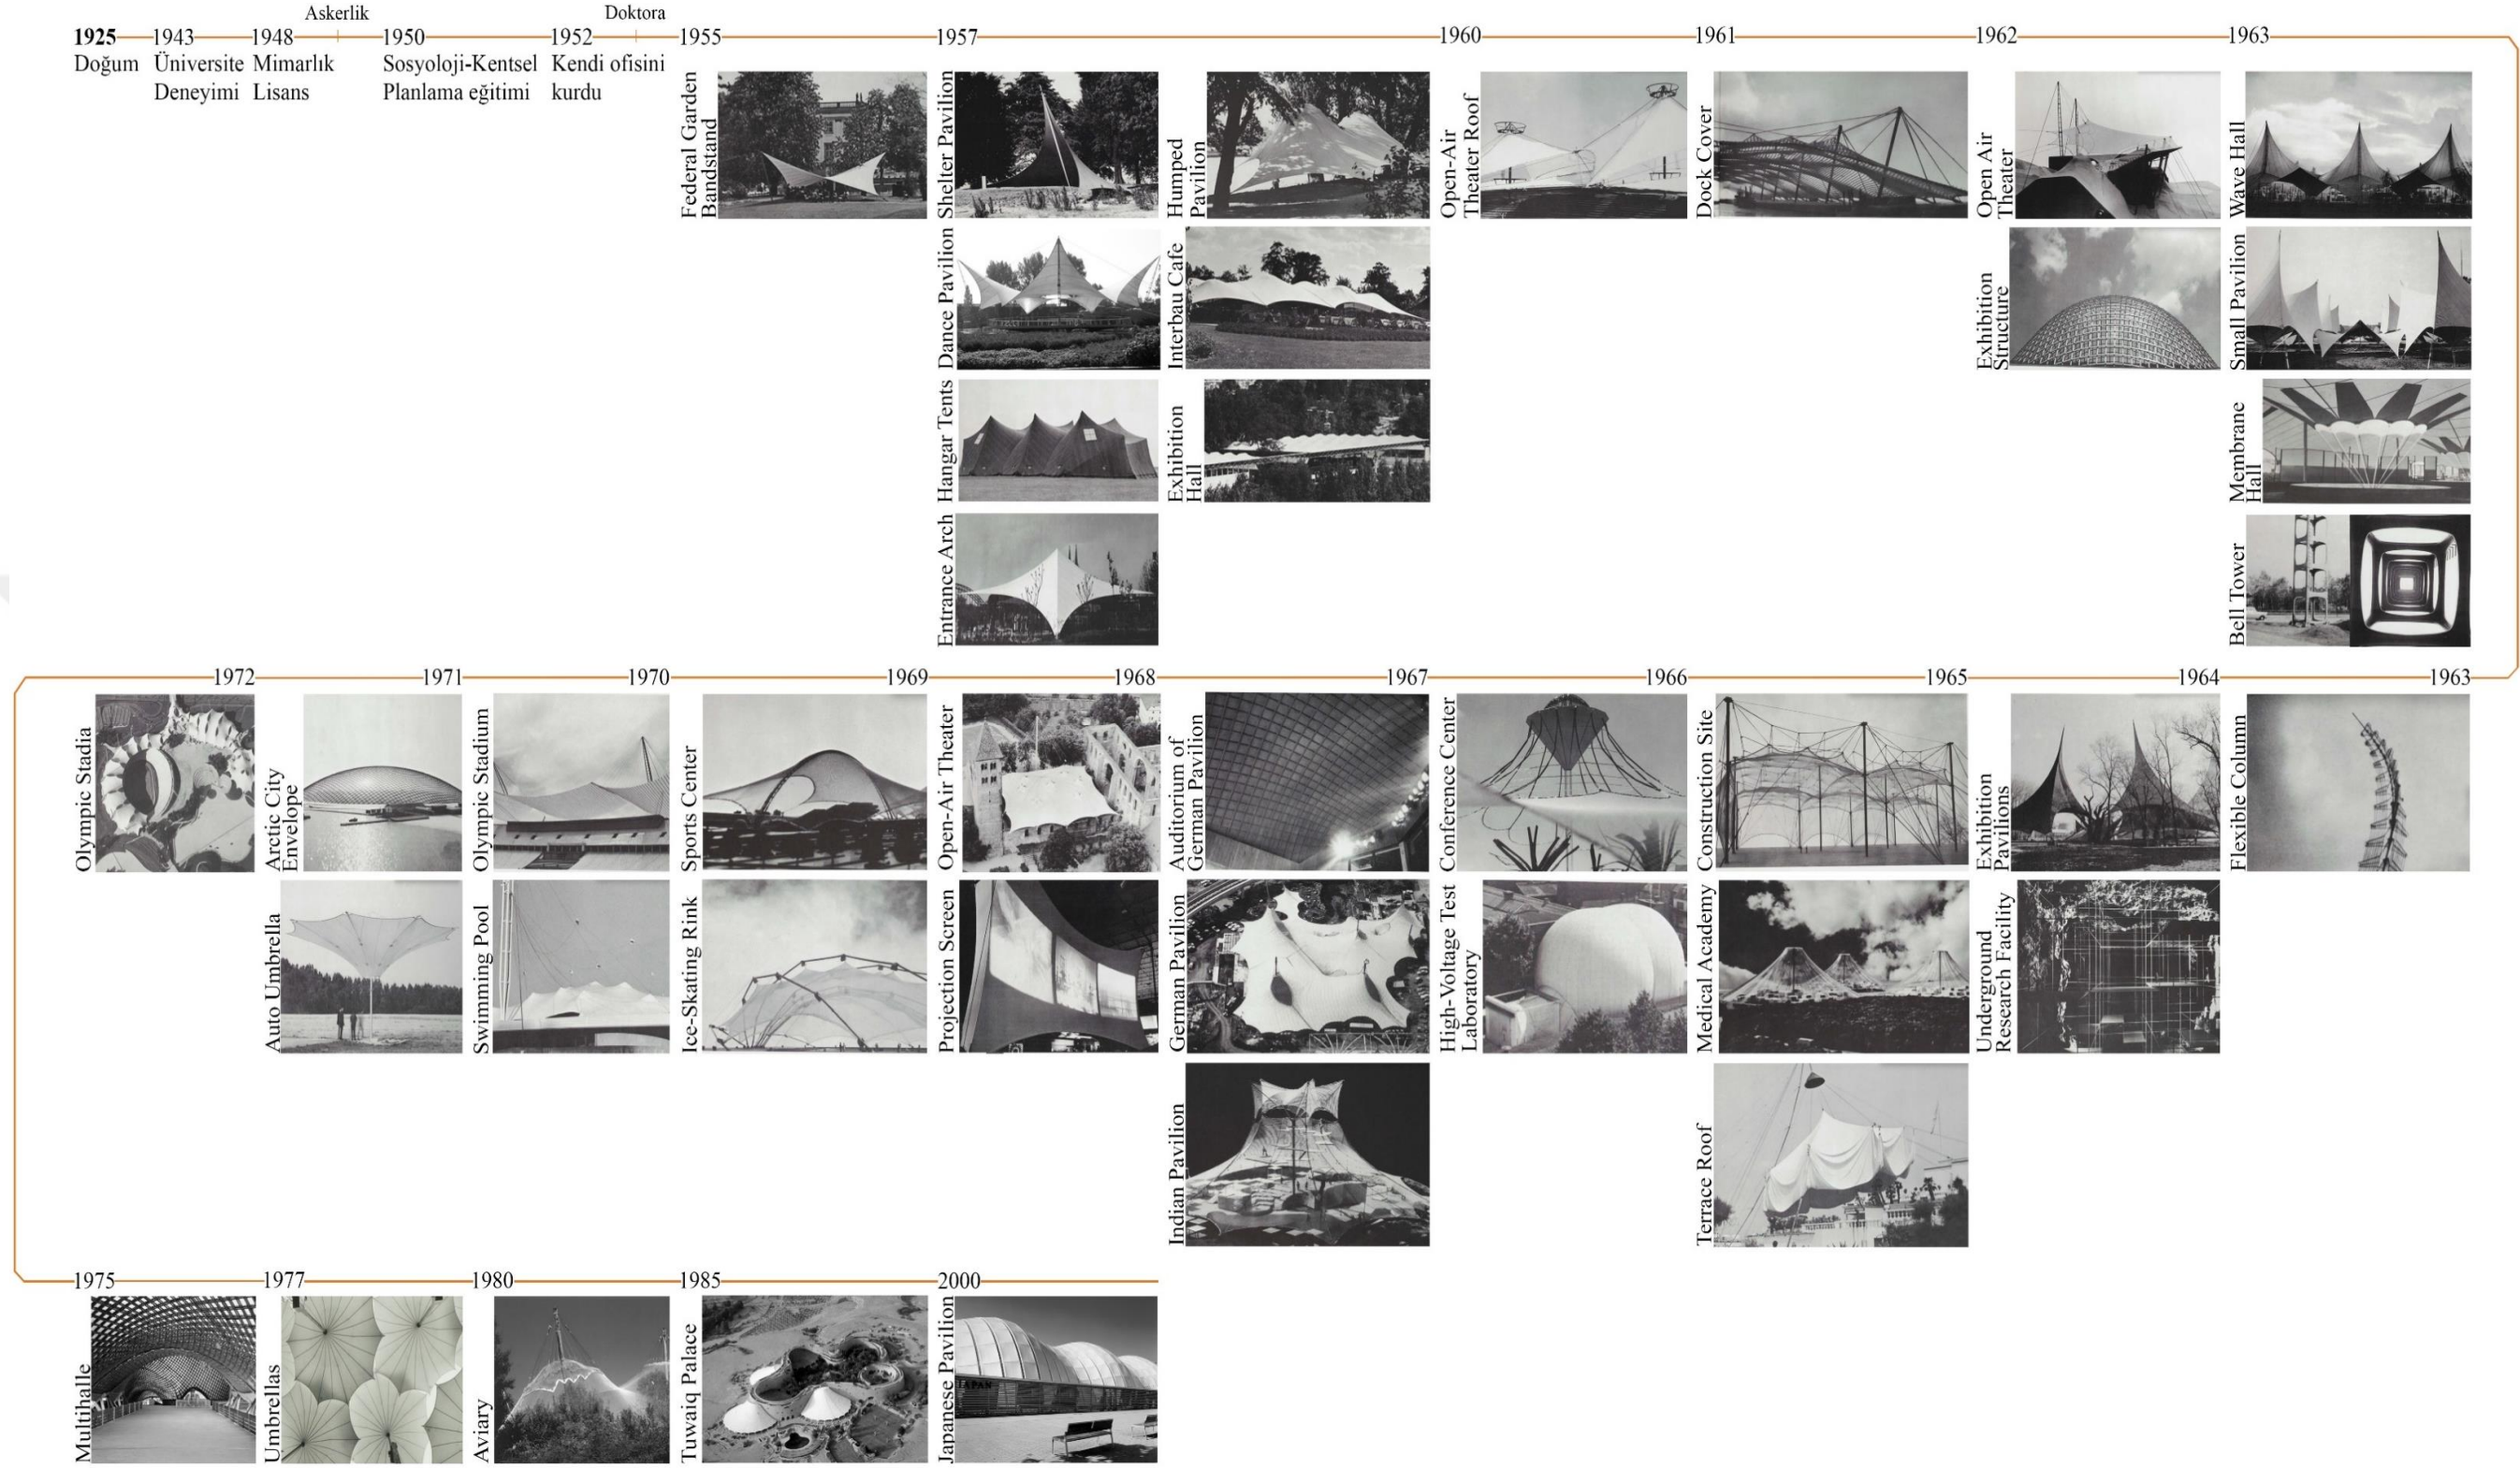 Askerlik
Doktora
1925
1943
1948
1950
1952
1955
1957
1960
1961
1962
1963
Doğum
Üniversite
Deneyimi
Mimarlık
Lisans
Sosyoloji-Kentsel
Planlama eğitimi
Kendi ofisini
kurdu
Federal Garden
Bandstand
Shelter Pavilion
Humped
Pavilion
Open-Air
Theater Roof
Dock Cover
Open Air
Theater
Wave Hall
Dance Pavilion
Interbau Cafe
Exhibition
Structure
Small Pavilion
Hangar Tents
Exhibition
Hall
Membrane
Hall
Entrance Arch
Bell Tower
1972
1971
1970
1969
1968
1967
1966
1965
1964
1963
Olympic Stadia
Arctic City
Envelope
Olympic Stadium
Sports Center
Open-Air Theater
Auditorium of
German Pavilion
Conference Center
Construction Site
Exhibition
Pavilions
Flexible Column
Auto Umbrella
Swimming Pool
Ice-Skating Rink
Projection Screen
German Pavilion
High-Voltage Test
Laboratory
Medical Academy
Underground
Research Facility
Indian Pavilion
Terrace Roof
1975
1977
1980
1985
2000
Multihalle
Umbrellas
Aviary
Tuwaiq Palace
Japanese Pavilion
JAPAN